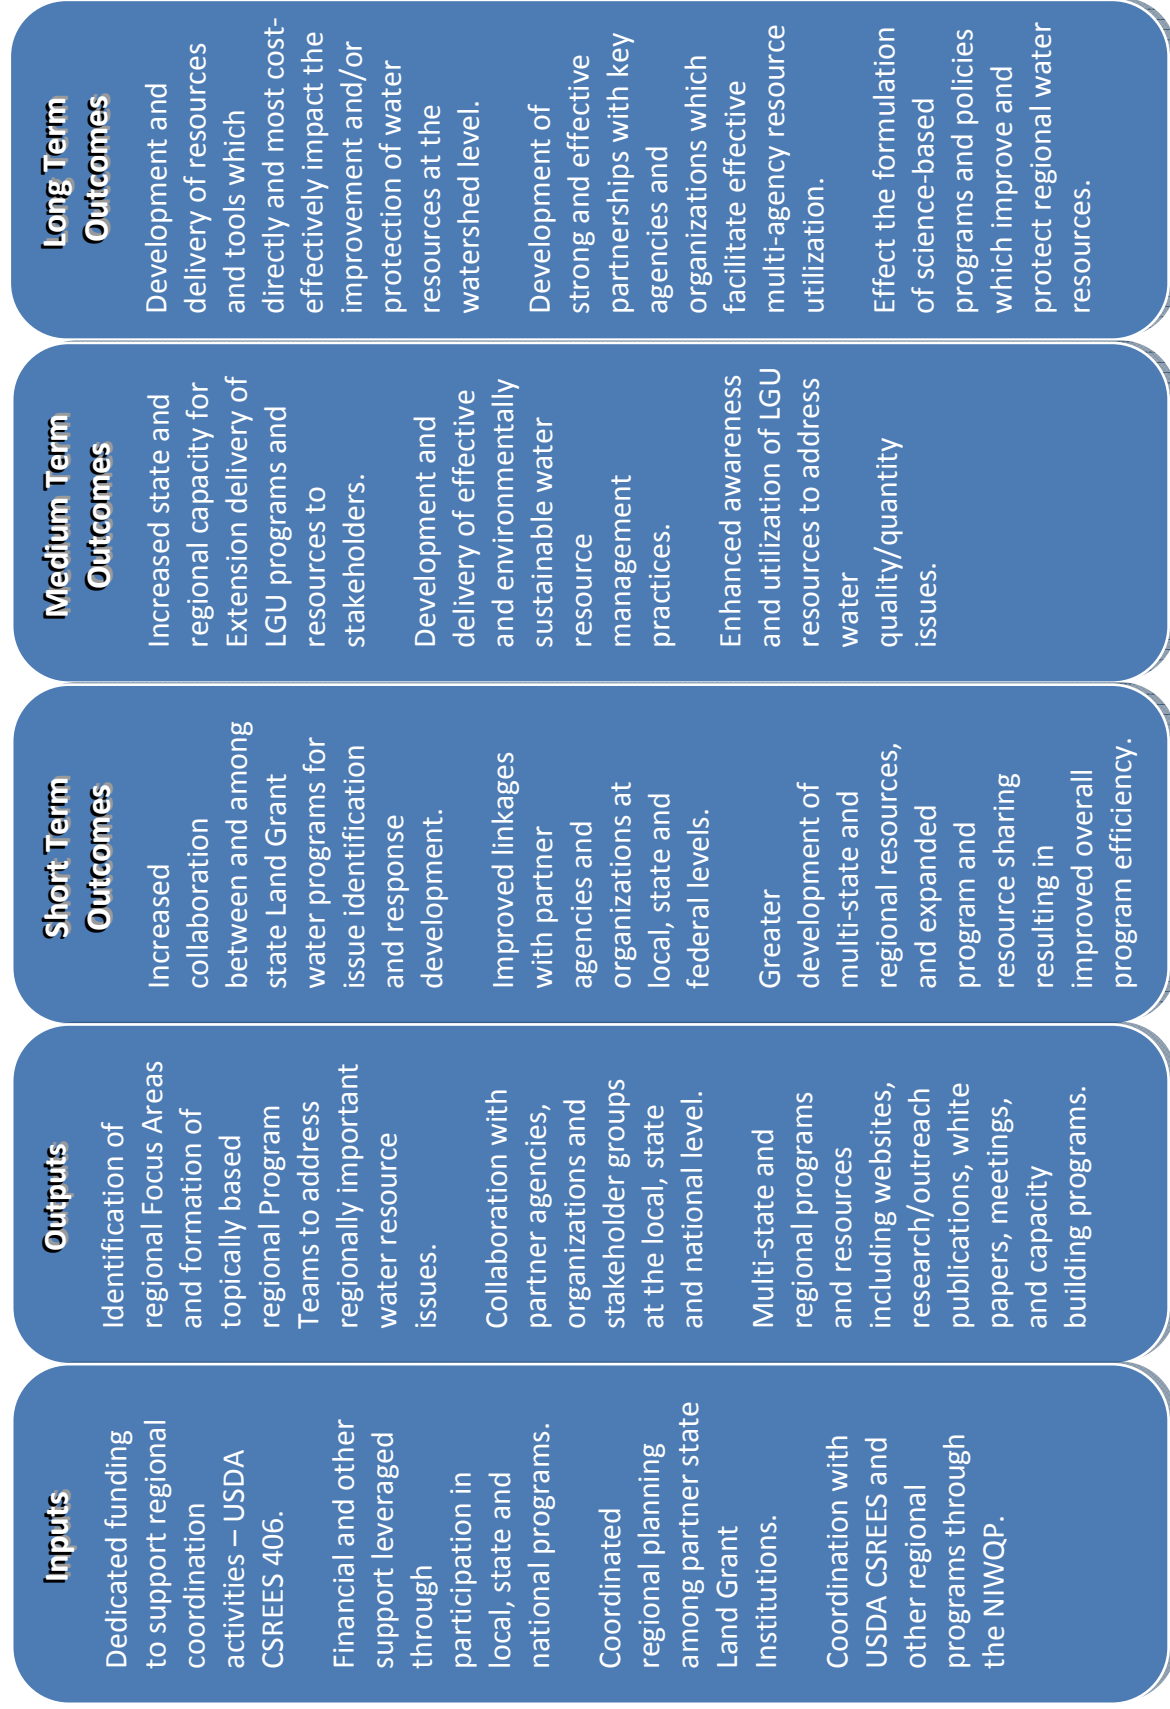 Inputs
Dedicated funding
to support regional
coordination
activities – USDA
CSREES 406.
Financial and other
support leveraged
through
participation in
local, state and
national programs.
Coordinated
regional planning
among partner state
Land Grant
Institutions.
Coordination with
USDA CSREES and
other regional
programs through
the NIWQP.
Outputs
Identification of
regional Focus Areas
and formation of
topically based
regional Program
Teams to address
regionally important
water resource
issues.
Collaboration with
partner agencies,
organizations and
stakeholder groups
at the local, state
and national level.
Multi-state and
regional programs
and resources
including websites,
research/outreach
publications, white
papers, meetings,
and capacity
building programs.
Short Term
Outcomes
Increased
collaboration
between and among
state Land Grant
water programs for
issue identification
and response
development.
Improved linkages
with partner
agencies and
organizations at
local, state and
federal levels.
Greater
development of
multi-state and
regional resources,
and expanded
program and
resource sharing
resulting in
improved overall
program efficiency.
Medium Term
Outcomes
Increased state and
regional capacity for
Extension delivery of
LGU programs and
resources to
stakeholders.
Development and
delivery of effective
and environmentally
sustainable water
resource
management
practices.
Enhanced awareness
and utilization of LGU
resources to address
water
quality/quantity
issues.
Long Term
Outcomes
Development and
delivery of resources
and tools which
directly and most cost-
effectively impact the
improvement and/or
protection of water
resources at the
watershed level.
Development of
strong and effective
partnerships with key
agencies and
organizations which
facilitate effective
multi-agency resource
utilization.
Effect the formulation
of science-based
programs and policies
which improve and
protect regional water
resources.